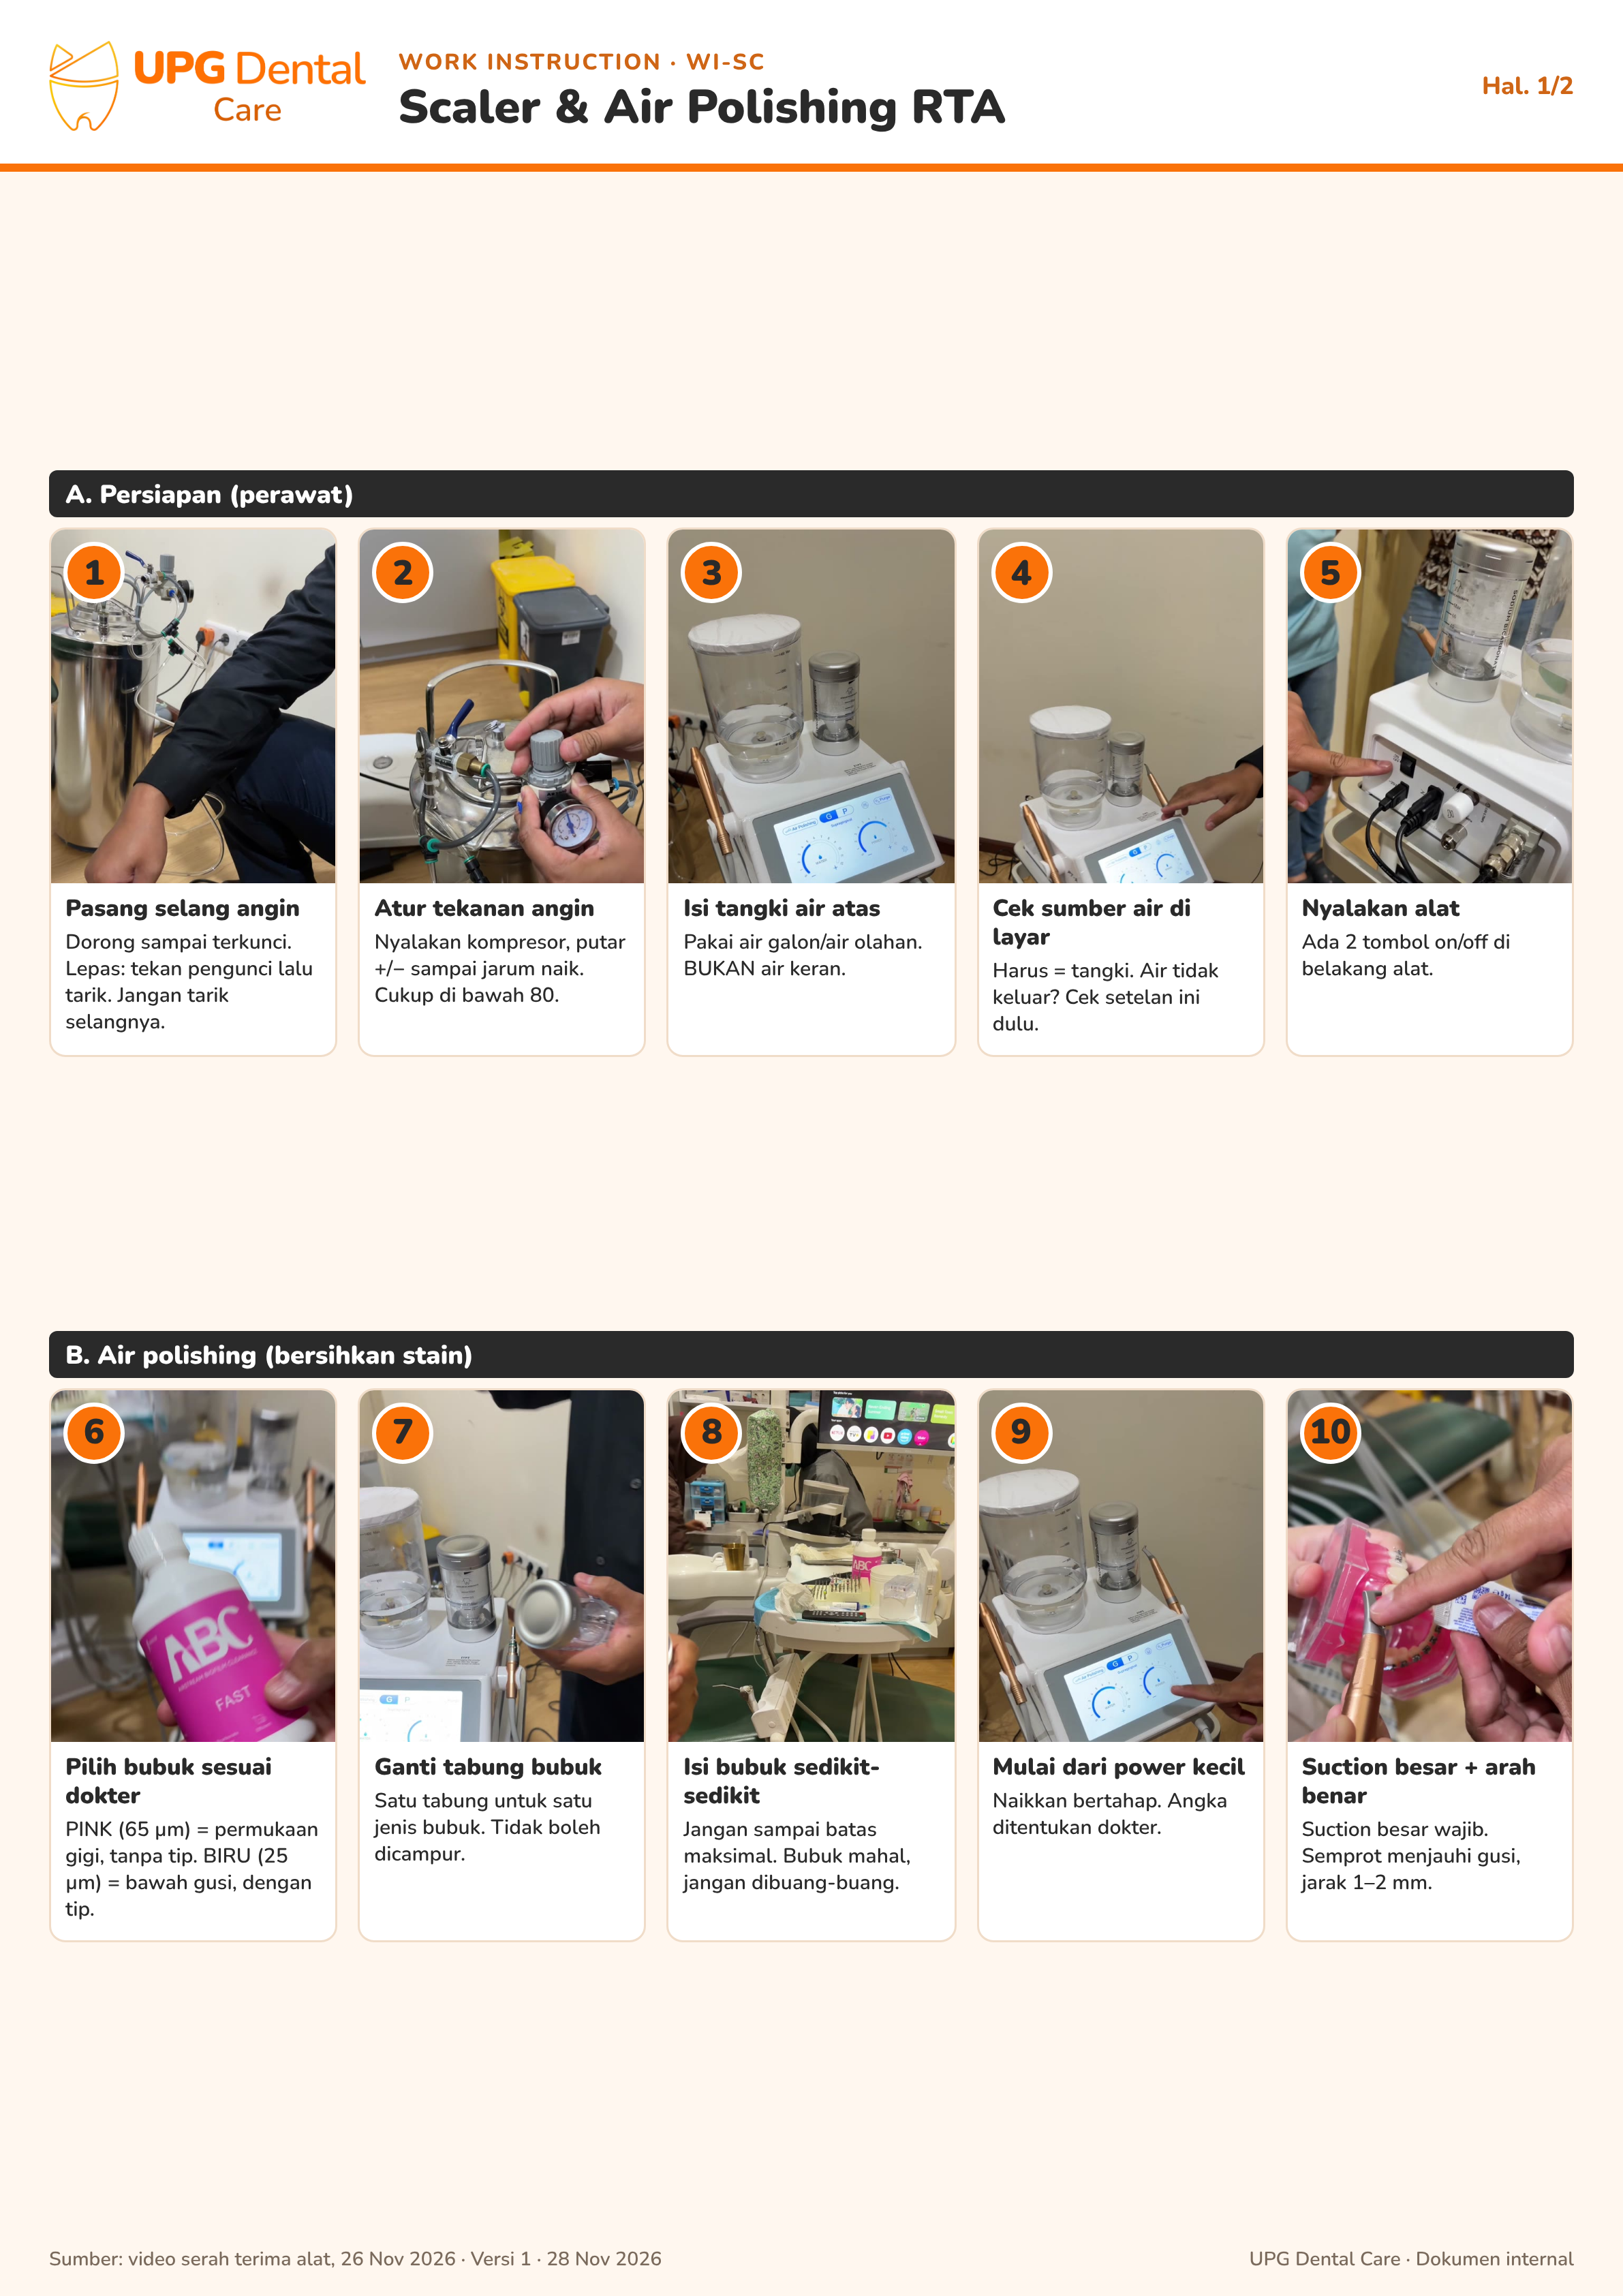 UPG Dental
Care
WORK INSTRUCTION · WI-SC
Scaler & Air Polishing RTA
Hal. 1/2
A. Persiapan (perawat)
1
2
3
4
5
Pasang selang angin
Dorong sampai terkunci.
Lepas: tekan pengunci lalu
tarik. Jangan tarik
selangnya.
Atur tekanan angin
Nyalakan kompresor, putar
+/− sampai jarum naik.
Cukup di bawah 80.
Isi tangki air atas
Pakai air galon/air olahan.
BUKAN air keran.
Cek sumber air di
layar
Harus = tangki. Air tidak
keluar? Cek setelan ini
dulu.
Nyalakan alat
Ada 2 tombol on/off di
belakang alat.
B. Air polishing (bersihkan stain)
6
ABC
FAST
7
G P
8
ABC
9
G P
10
Pilih bubuk sesuai
dokter
PINK (65 µm) = permukaan
gigi, tanpa tip. BIRU (25
µm) = bawah gusi, dengan
tip.
Ganti tabung bubuk
Satu tabung untuk satu
jenis bubuk. Tidak boleh
dicampur.
Isi bubuk sedikit-
sedikit
Jangan sampai batas
maksimal. Bubuk mahal,
jangan dibuang-buang.
Mulai dari power kecil
Naikkan bertahap. Angka
ditentukan dokter.
Suction besar + arah
benar
Suction besar wajib.
Semprot menjauhi gusi,
jarak 1–2 mm.
Sumber: video serah terima alat, 26 Nov 2026 · Versi 1 · 28 Nov 2026
UPG Dental Care · Dokumen internal